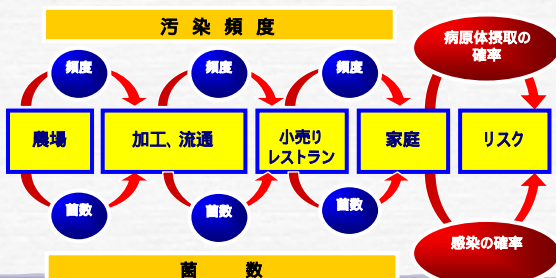 汚染頻度
病原体摂取の
確率
頻度
頻度
頻度
農場
加工、流通
小売り
レストラン
家庭
リスク
菌数
菌数
菌数
感染の確率
菌数